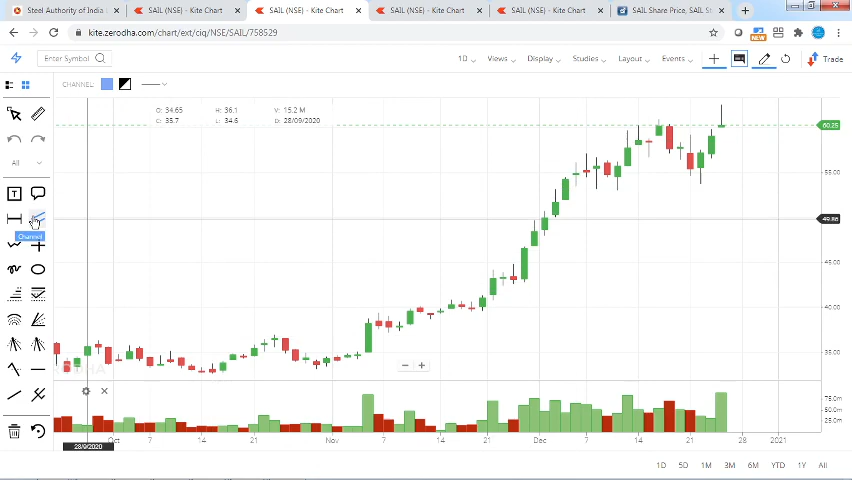 Steel Authority of India
SAIL (NSE) - Kite Chart
SAIL (NSE) - Kite Chart
SAIL (NSE) - Kite Chart
SAIL (NSE) - Kite Chart
SAIL Share Price, SAIL St
kite.zerodha.com/chart/ext/ciq/NSE/SAIL/758529
NEW
Enter Symbol
1D
Views
Display
Studies
Layout
Events
Trade
CHANNEL:
O: 34.65 H: 36.1 V: 15.2 M
C: 35.7 L: 34.6 D: 28/09/2020
60.25
All
55.00
T
49.86
Channel
45.00
40.00
35.00
75.0m
50.0m
25.0m
Oct 7 14 21 Nov 7 14 21 Dec 7 14 21 28 2021
28/9/2020
1D 5D 1M 3M 6M YTD 1Y All